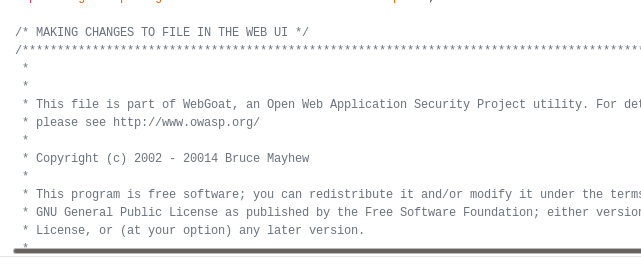 /* MAKING CHANGES TO FILE IN THE WEB UI */
/*****************************************************************************************
*
*
* This file is part of WebGoat, an Open Web Application Security Project utility. For det
* please see http://www.owasp.org/
*
* Copyright (c) 2002 - 20014 Bruce Mayhew
*
* This program is free software; you can redistribute it and/or modify it under the terms
* GNU General Public License as published by the Free Software Foundation; either version
* License, or (at your option) any later version.
*